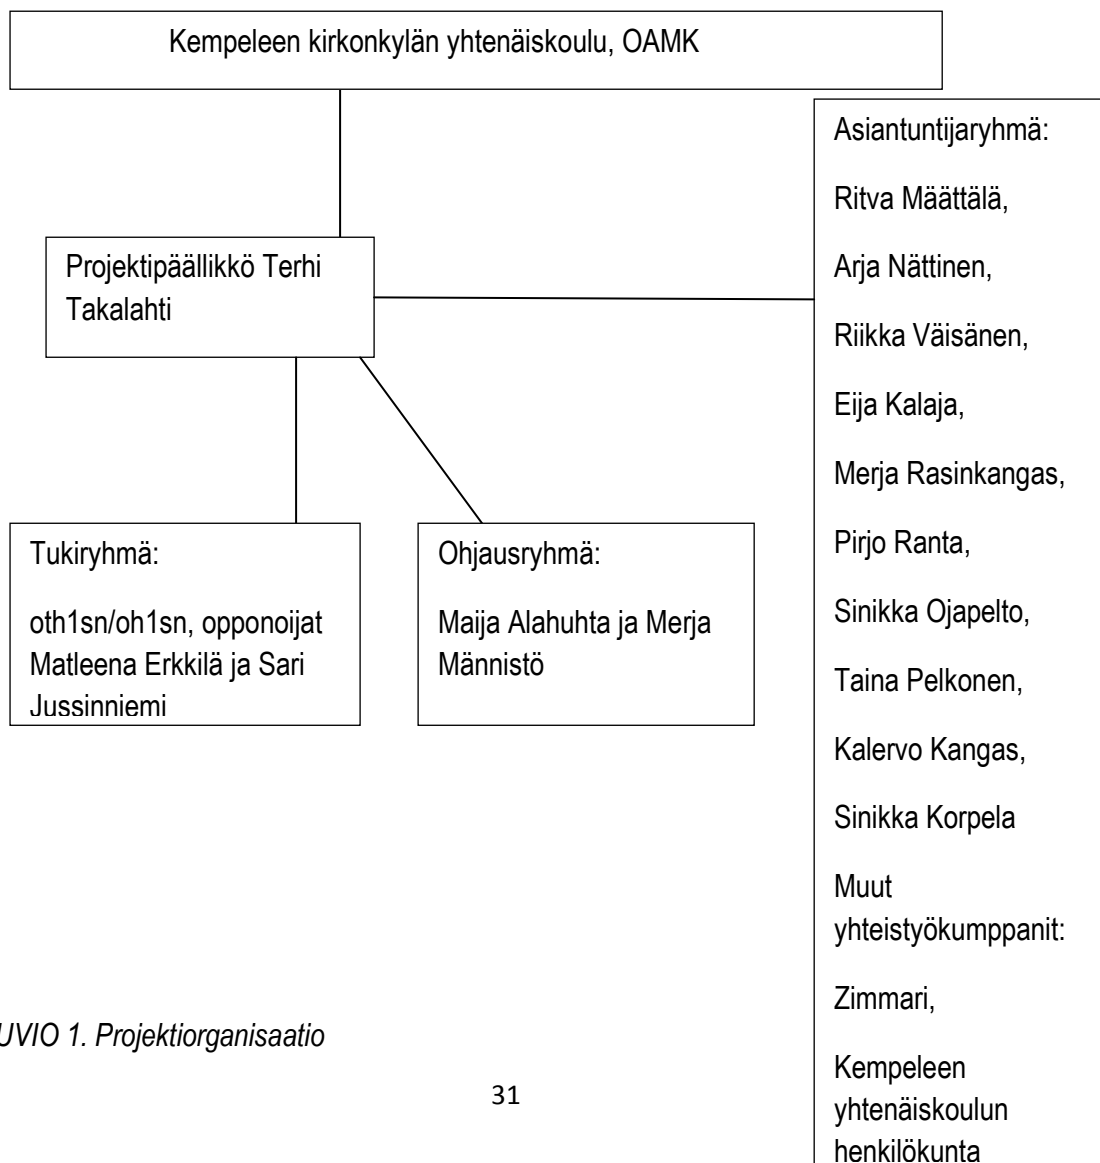 Kempeleen kirkonkylän yhtenäiskoulu, OAMK
Projektipäällikkö Terhi
Takalahti
Tukiryhmä:
oth1sn/oh1sn, opponoijat
Matleena Erkkilä ja Sari
Jussinniemi
Ohjausryhmä:
Maija Alahuhta ja Merja
Männistö
Asiantuntijaryhmä:
Ritva Määttälä,
Arja Nättinen,
Riikka Väisänen,
Eija Kalaja,
Merja Rasinkangas,
Pirjo Ranta,
Sinikka Ojapelto,
Taina Pelkonen,
Kalervo Kangas,
Sinikka Korpela
Muut
yhteistyökumppanit:
Zimmari,
Kempeleen
yhtenäiskoulun
henkilökunta
UVIO 1. Projektiorganisaatio
31